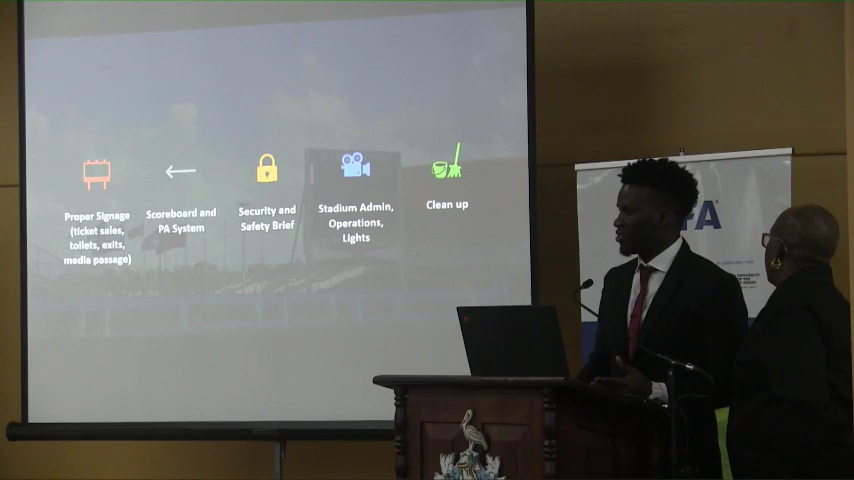 Proper Signage
(ticket sales,
toilets, exits,
media passage)
Scoreboard and
PA System
Security and
Safety Brief
Stadium Admin,
Operations,
Lights
Clean up